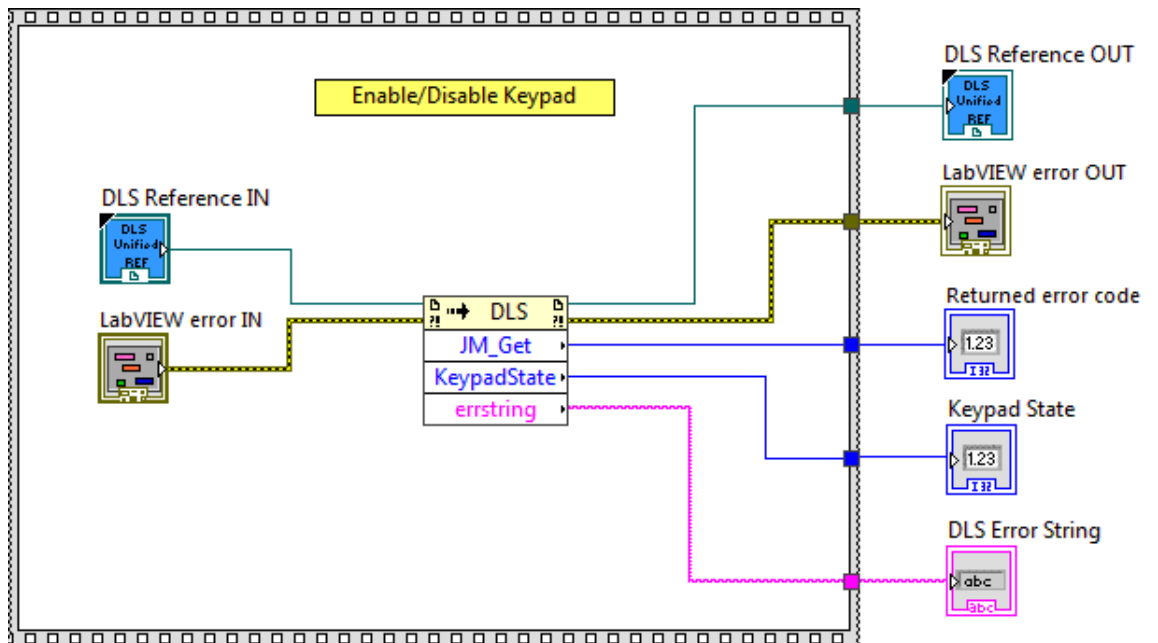 Enable/Disable Keypad
DLS Reference OUT
DLS
Unified
REF
LabVIEW error OUT
DLS Reference IN
DLS
Unified
REF
LabVIEW error IN
DLS
?!
?!
JM_Get
KeypadState
errstring
Returned error code
1.23
I32
Keypad State
1.23
I32
DLS Error String
abc
abc